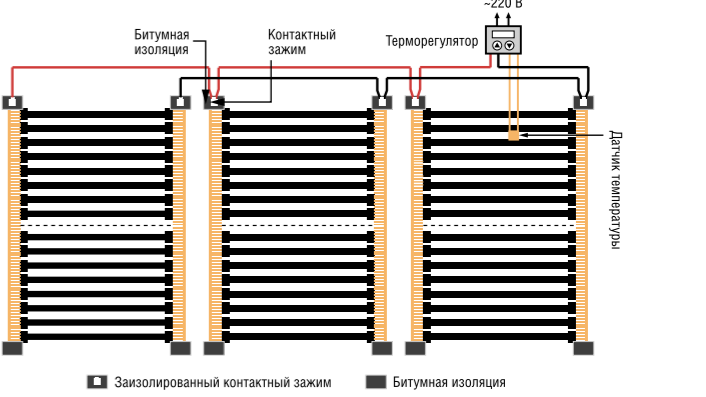 ~220 В
Битумная
изоляция
Контактный
зажим
Терморегулятор
Датчик температуры
Заизолированный контактный зажим
Битумная изоляция